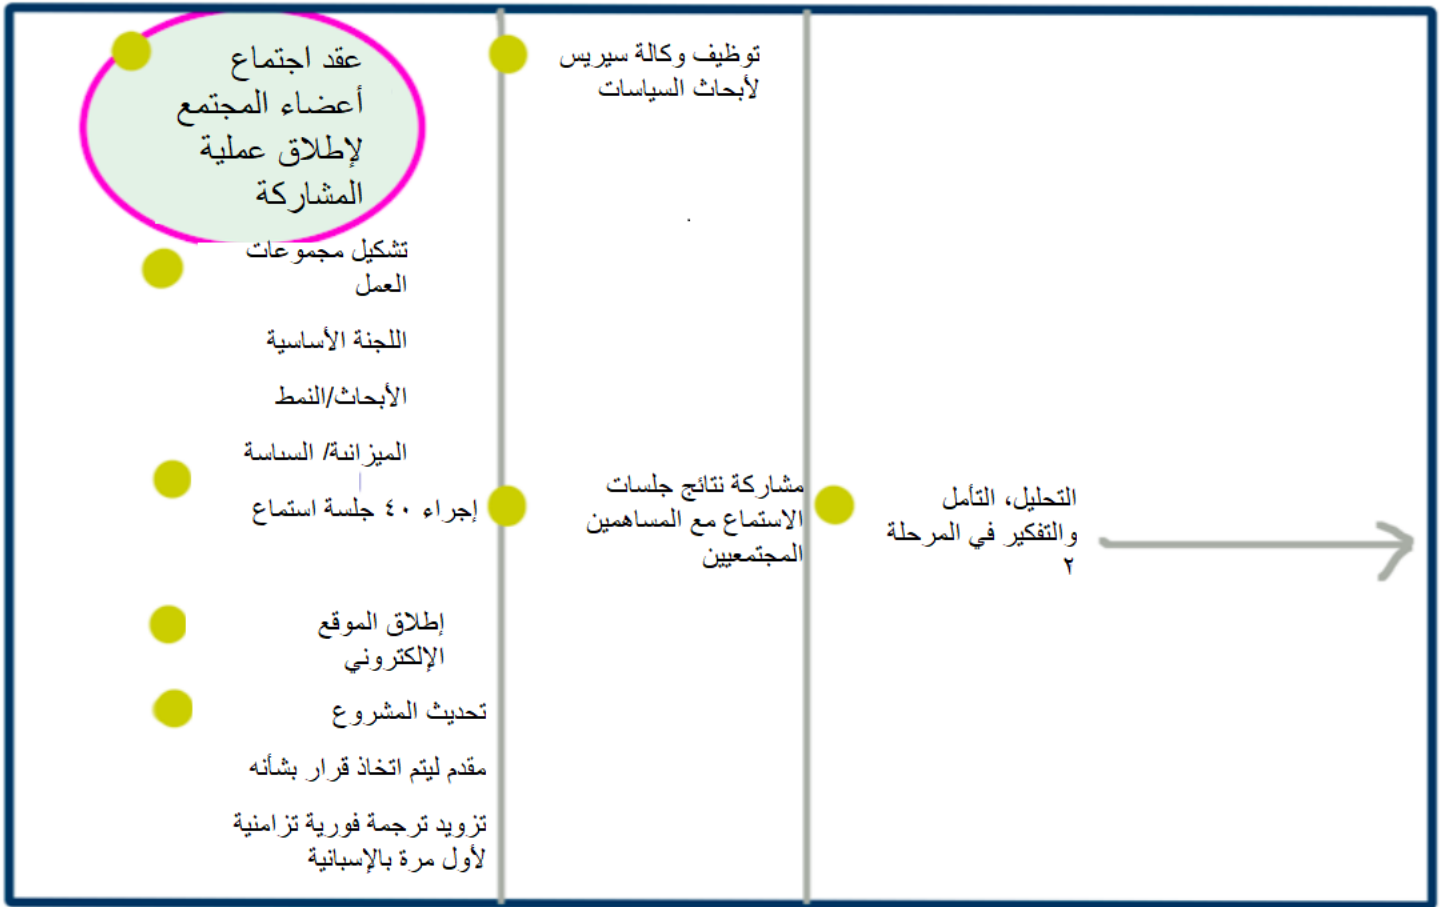 عقد اجتماع
أعضاء المجتمع
لإطلاق عملية
المشاركة
تشكيل مجموعات
العمل
اللجنة الأساسية
الأبحاث/النمط
الميزانية/ السياسة
إجراء ٤٠ جلسة استماع
إطلاق الموقع
الإلكتروني
تحديث المشروع
مقدم ليتم اتخاذ قرار بشأنه
تزويد ترجمة فورية تزامنية
لأول مرة بالإسبانية
توظيف وكالة سيريس
لأبحاث السياسات
مشاركة نتائج جلسات
الاستماع مع المساهمين
المجتمعيين
التحليل، التأمل
والتفكير في المرحلة
٢